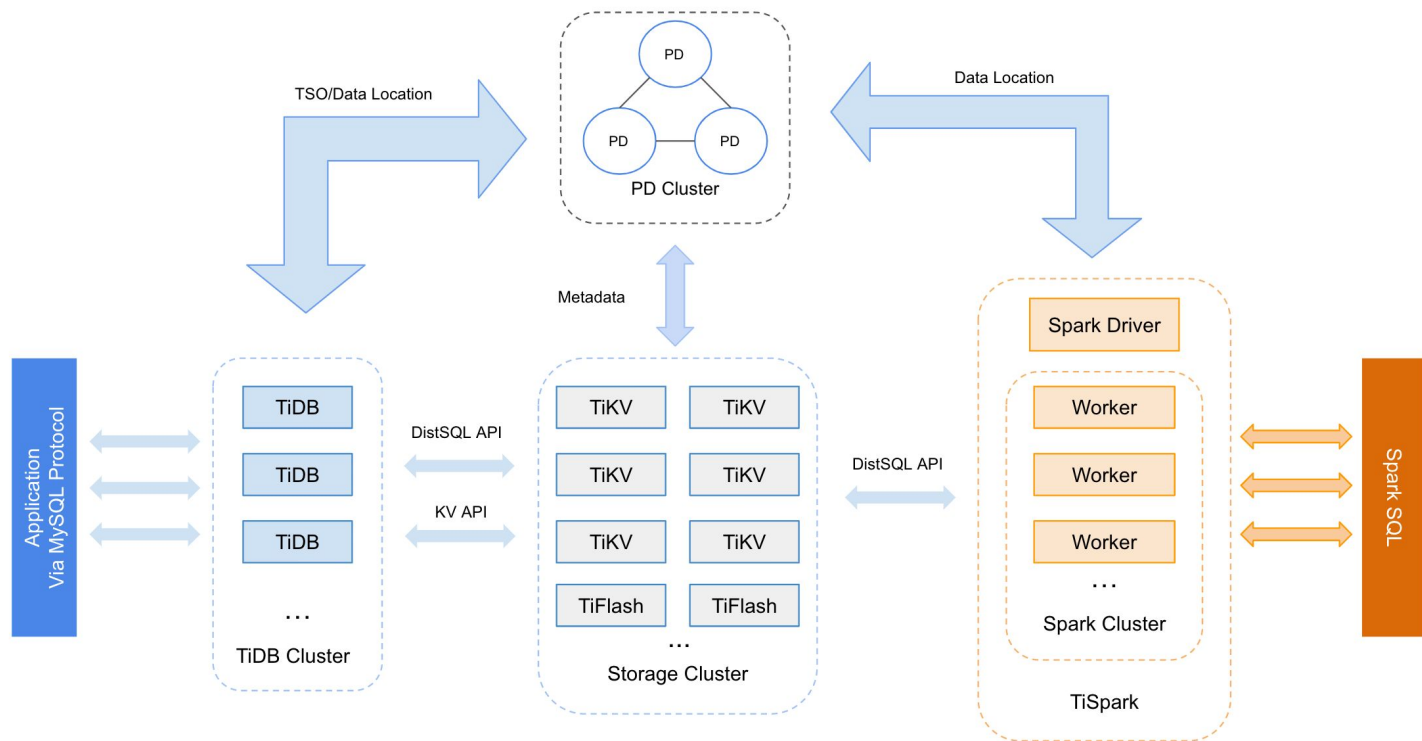 PD
TSO/Data Location
Data Location
PD
PD
PD Cluster
Metadata
Spark Driver
Application
Via MySQL Protocol
TiDB
TiDB
TiDB
...
TiDB Cluster
DistSQL API
KV API
TiKV
TiKV
TiKV
TiKV
TiKV
TiKV
TiFlash
TiFlash
...
Storage Cluster
DistSQL API
Worker
Worker
Worker
...
Spark Cluster
TiSpark
Spark SQL